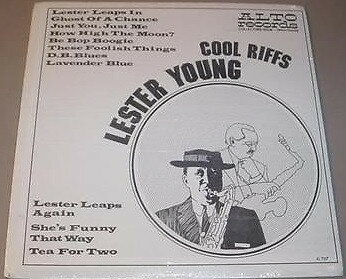 Lester Leaps In
Ghost Of A Chance
Just You, Just Me
How High The Moon?
Be Bop Boogie
These Foolish Things
D.B. Blues
Lavender Blue
ALTO
records
COOL RIFFS
LESTER YOUNG
Lester Leaps
Again
She's Funny
That Way
Tea For Two